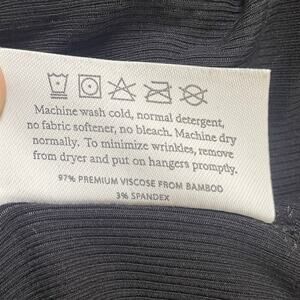 Machine wash cold, normal detergent,
no fabric softener, no bleach. Machine dry
normally. To minimize wrinkles, remove
from dryer and put on hangers promptly.
97% PREMIUM VISCOSE FROM BAMBOO
3% SPANDEX